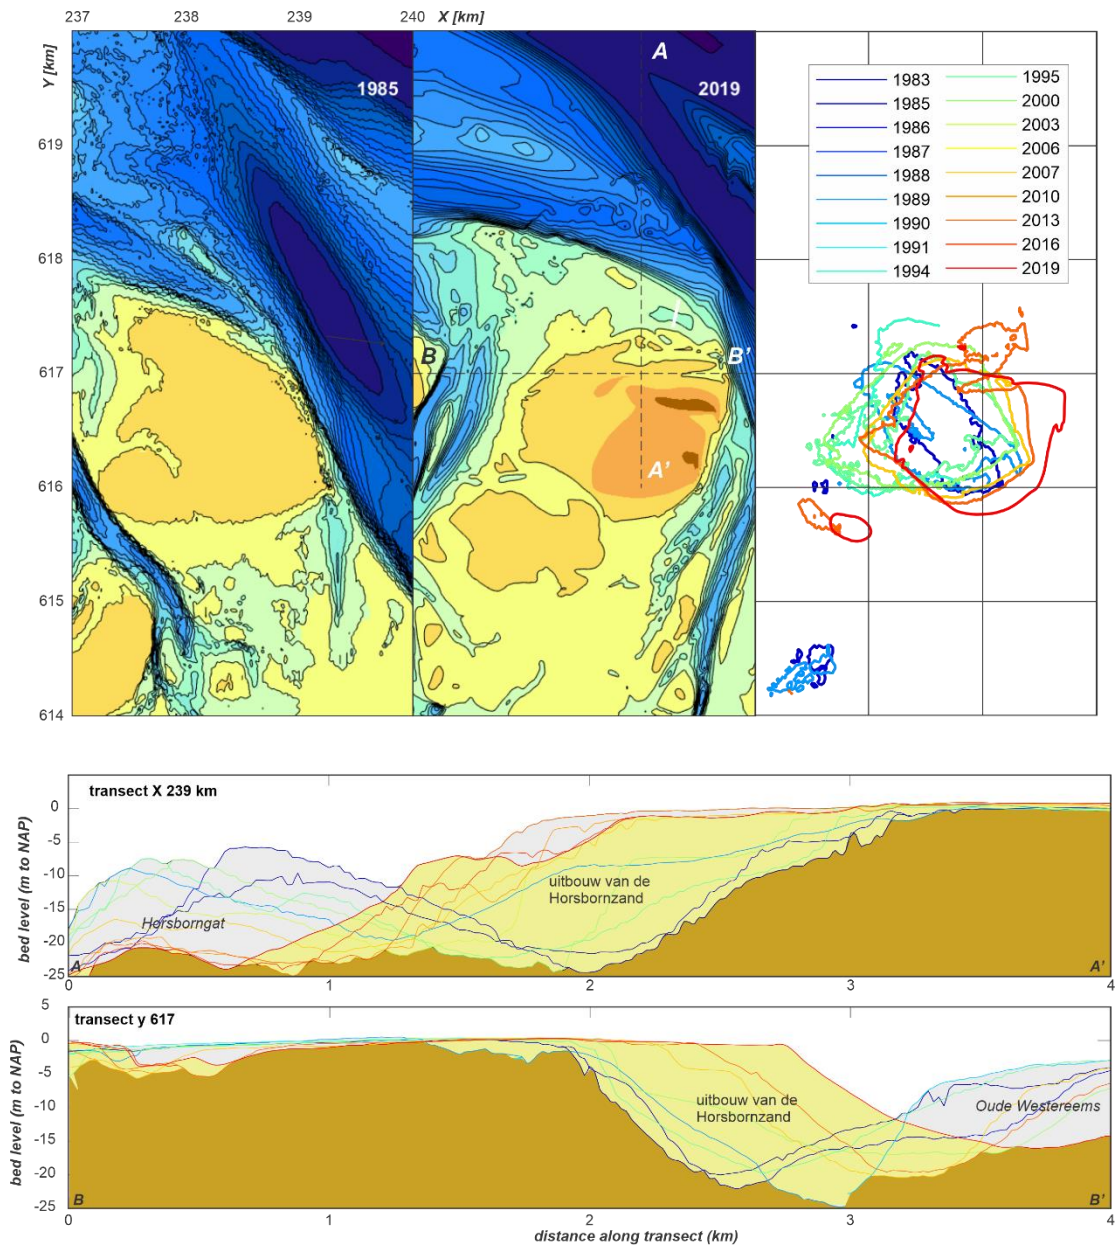 237 238 239 240 X [km]
Y [km]
619
618
617
616
615
614
1985
A
2019
B
B'
A'
1983 1995
1985 2000
1986 2003
1987 2006
1988 2007
1989 2010
1990 2013
1991 2016
1994 2019
transect X 239 km
bed level (m to NAP)
0
-5
-10
-15
-20
-25
uitbouw van de
Horsbornzand
Horsborngat
A
A'
0 1 2 3 4
transect y 617
bed level (m to NAP)
5
0
-5
-10
-15
-20
-25
uitbouw van de
Horsbornzand
Oude Westereems
B
B'
0 1 2 3 4
distance along transect (km)